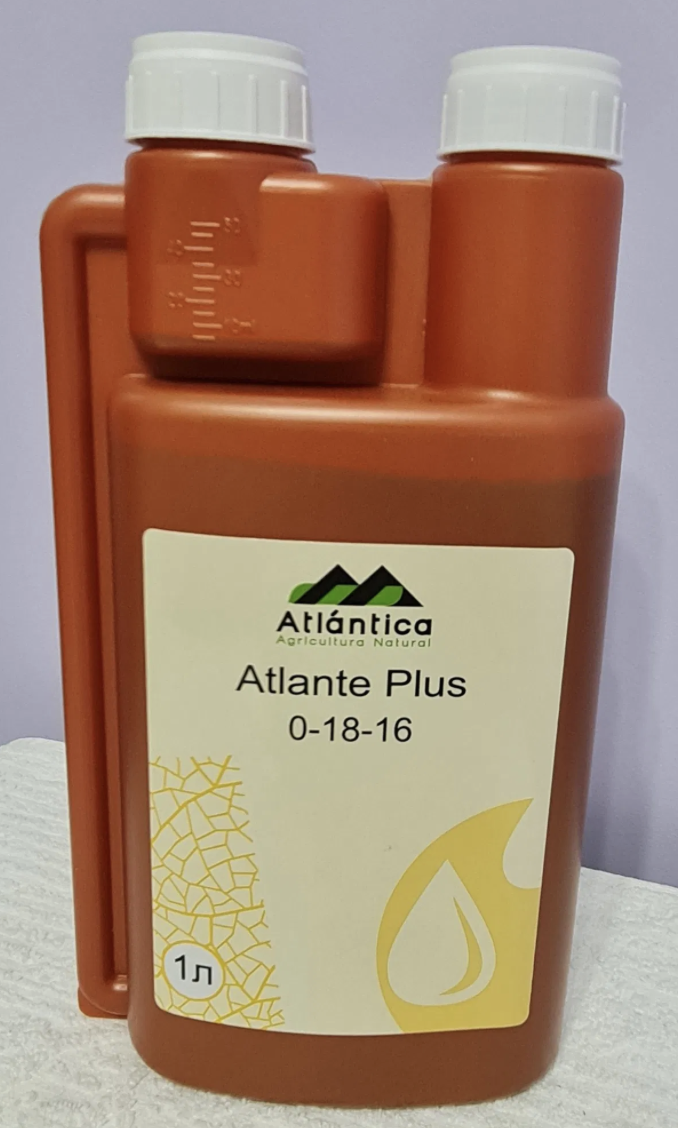 Atlántica
Agricultura Natural
Atlante Plus
0-18-16
1л